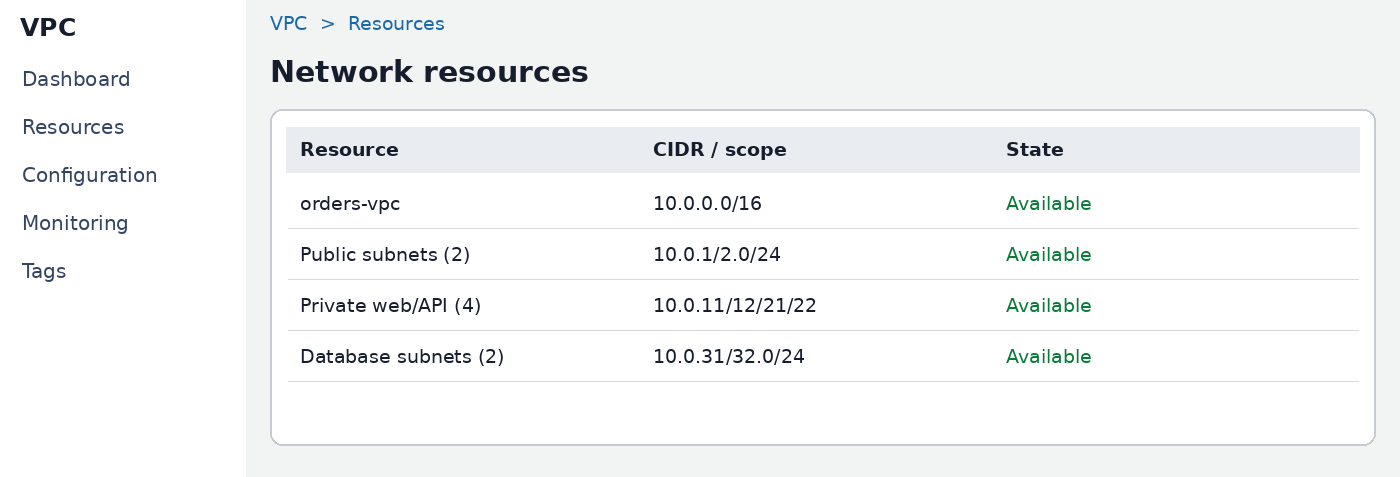 VPC
Dashboard
Resources
Configuration
Monitoring
Tags
VPC > Resources
Network resources
Resource CIDR / scope State
orders-vpc 10.0.0.0/16 Available
Public subnets (2) 10.0.1/2.0/24 Available
Private web/API (4) 10.0.11/12/21/22 Available
Database subnets (2) 10.0.31/32.0/24 Available